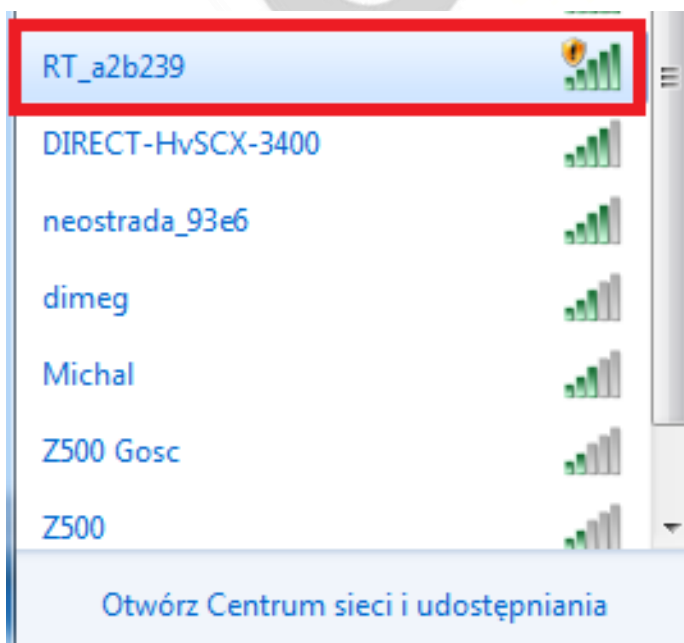 RT_a2b239
DIRECT-HvSCX-3400
neostrada_93e6
dimeg
Michal
Z500 Gosc
Z500
Otwórz Centrum sieci i udostępniania